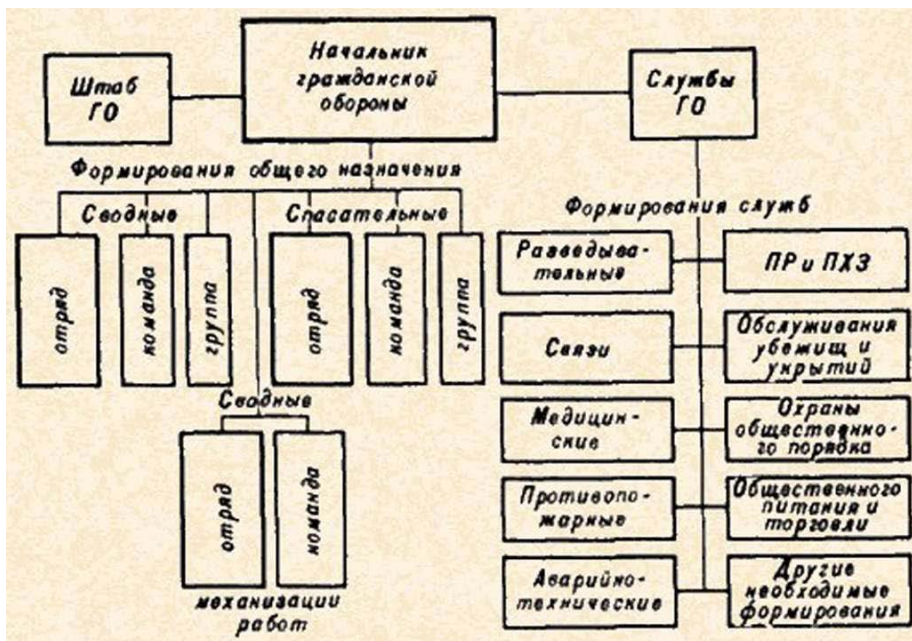 Начальник
гражданской
обороны
Штаб
ГО
Службы
ГО
Формирования общего назначения
Сводные
Спасательные
отряд
команда
группа
отряд
команда
группа
Сводные
отряд
команда
механизации
работ
Формирования служб
Разведыва-
тельные
ПР и ПХЗ
Связи
Обслуживания
убежищ и
укрытий
Медицин-
ские
Охраны
общественно-
го порядка
Противопо-
жарные
Общественного
питания и
торговли
Аварийно-
технические
Другие
необходимые
формирования